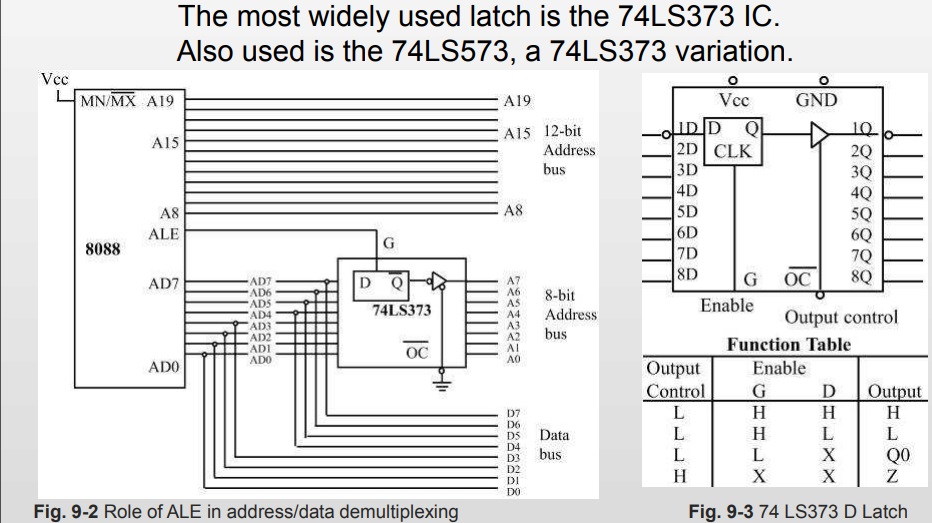 The most widely used latch is the 74LS373 IC.
Also used is the 74LS573, a 74LS373 variation.
Vcc
MN/MX A19
A15
A8
ALE
8088
AD7
AD0
AD7
AD6
AD5
AD4
AD3
AD2
AD1
AD0
G
D Q
74LS373
OC
A19
A15 12-bit
Address
bus
A8
A7
A6
A5
A4
A3
A2
A1
A0
8-bit
Address
bus
D7
D6
D5
D4
D3
D2
D1
D0
Data
bus
Fig. 9-2 Role of ALE in address/data demultiplexing
Vcc GND
1D D Q 1Q
2D CLK 2Q
3D 3Q
4D 4Q
5D 5Q
6D 6Q
7D 7Q
8D G OC 8Q
Enable
Output control
Function Table
Output Enable
Control G D Output
L H H H
L H L L
L L X Q0
H X X Z
Fig. 9-3 74 LS373 D Latch